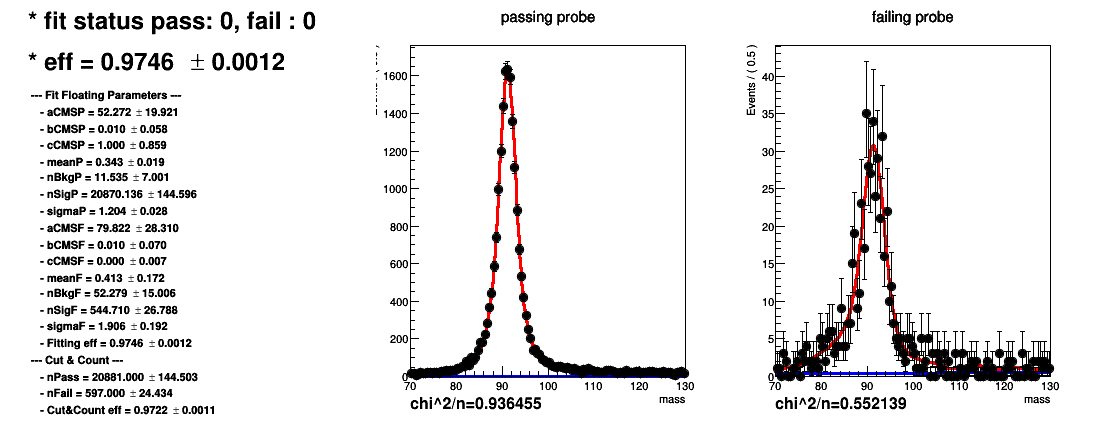 * fit status pass: 0, fail : 0
* eff = 0.9746 ± 0.0012
--- Fit Floating Parameters ---
- aCMSP = 52.272 ± 19.921
- bCMSP = 0.010 ± 0.058
- cCMSP = 1.000 ± 0.859
- meanP = 0.343 ± 0.019
- nBkgP = 11.535 ± 7.001
- nSigP = 20870.136 ± 144.596
- sigmaP = 1.204 ± 0.028
- aCMSF = 79.822 ± 28.310
- bCMSF = 0.010 ± 0.070
- cCMSF = 0.000 ± 0.007
- meanF = 0.413 ± 0.172
- nBkgF = 52.279 ± 15.006
- nSigF = 544.710 ± 26.788
- sigmaF = 1.906 ± 0.192
- Fitting eff = 0.9746 ± 0.0012
--- Cut & Count ---
- nPass = 20881.000 ± 144.503
- nFail = 597.000 ± 24.434
- Cut&Count eff = 0.9722 ± 0.0011
passing probe
1600
1400
1200
1000
800
600
400
200
0
70 80 90 100 110 120 130
mass
chi^2/n=0.936455
failing probe
Events / ( 0.5 )
40
35
30
25
20
15
10
5
0
70 80 90 100 110 120 130
mass
chi^2/n=0.552139